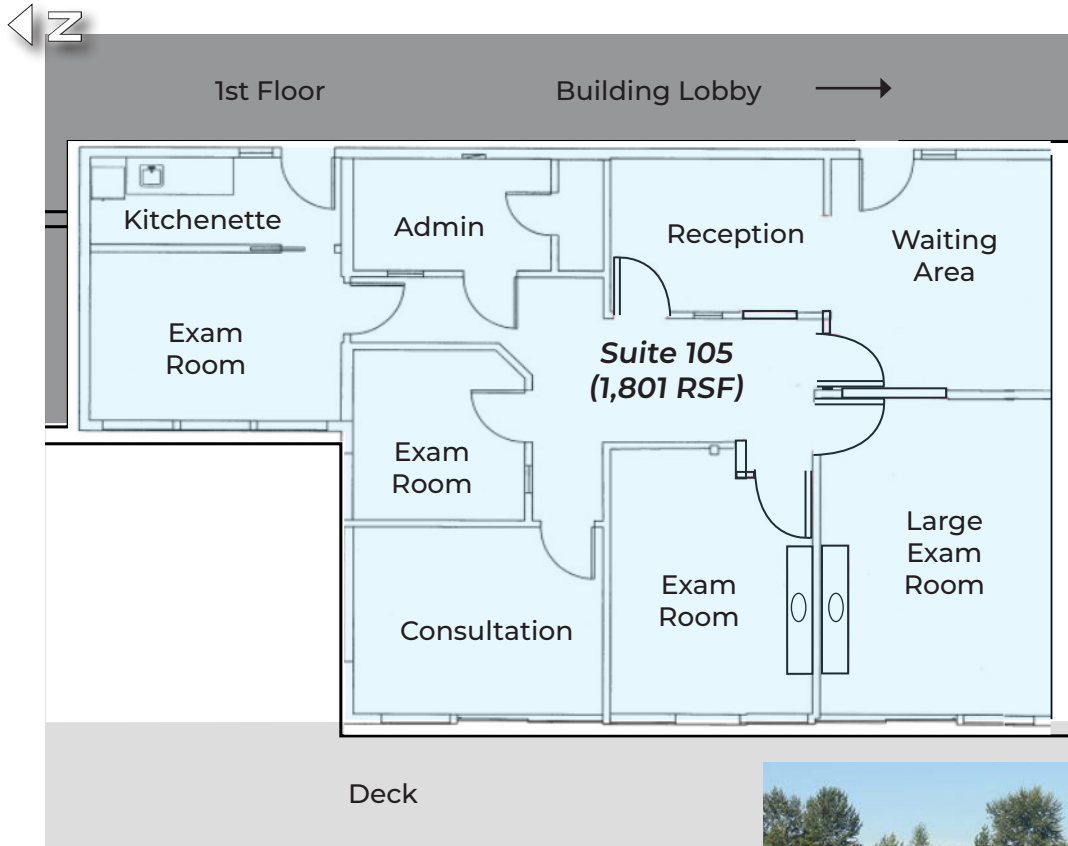 N
1st Floor
Building Lobby
Kitchenette
Admin
Reception
Waiting
Area
Exam
Room
Suite 105
(1,801 RSF)
Exam
Room
Large
Exam
Room
Exam
Room
Consultation
Deck